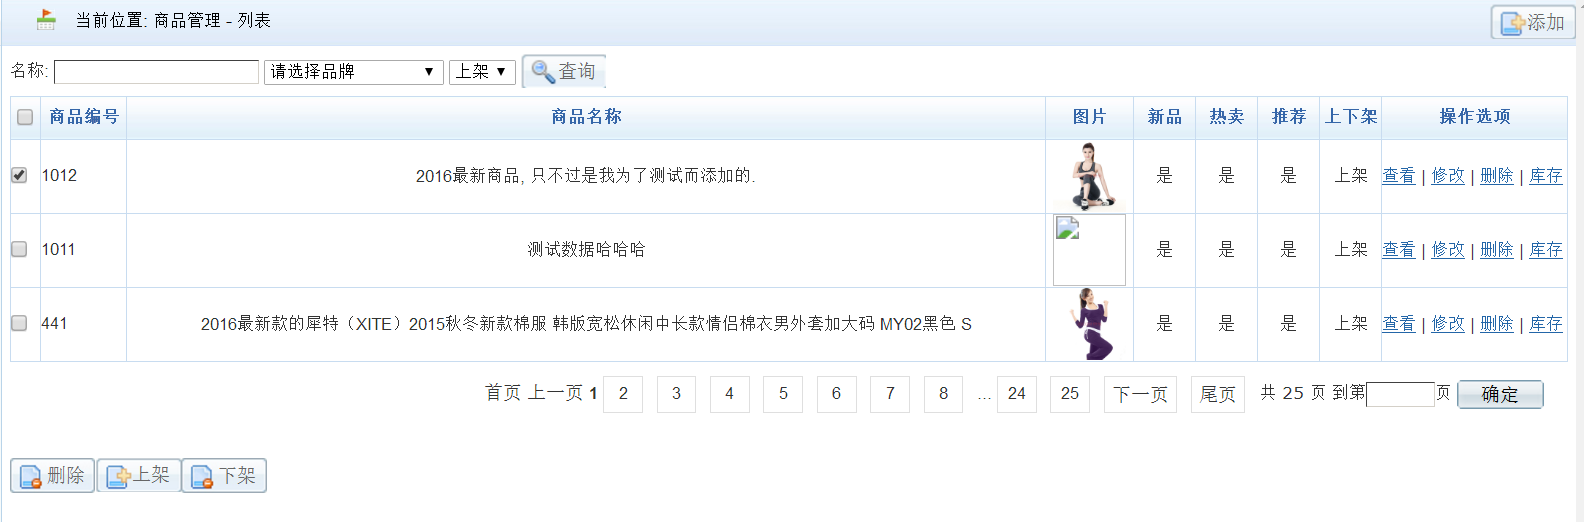 当前位置: 商品管理 - 列表
添加
名称: 请选择品牌 ▼ 上架 ▼ 查询
商品编号 商品名称 图片 新品 热卖 推荐 上下架 操作选项
1012 2016最新商品, 只不过是我为了测试而添加的. 是 是 是 上架 查看 | 修改 | 删除 | 库存
1011 测试数据哈哈哈 是 是 是 上架 查看 | 修改 | 删除 | 库存
441 2016最新款的犀特（XITE）2015秋冬新款棉服 韩版宽松休闲中长款情侣棉衣男外套加大码 MY02黑色 S 是 是 是 上架 查看 | 修改 | 删除 | 库存
首页 上一页 1 2 3 4 5 6 7 8 ... 24 25 下一页 尾页 共 25 页 到第 页 确定
删除 上架 下架